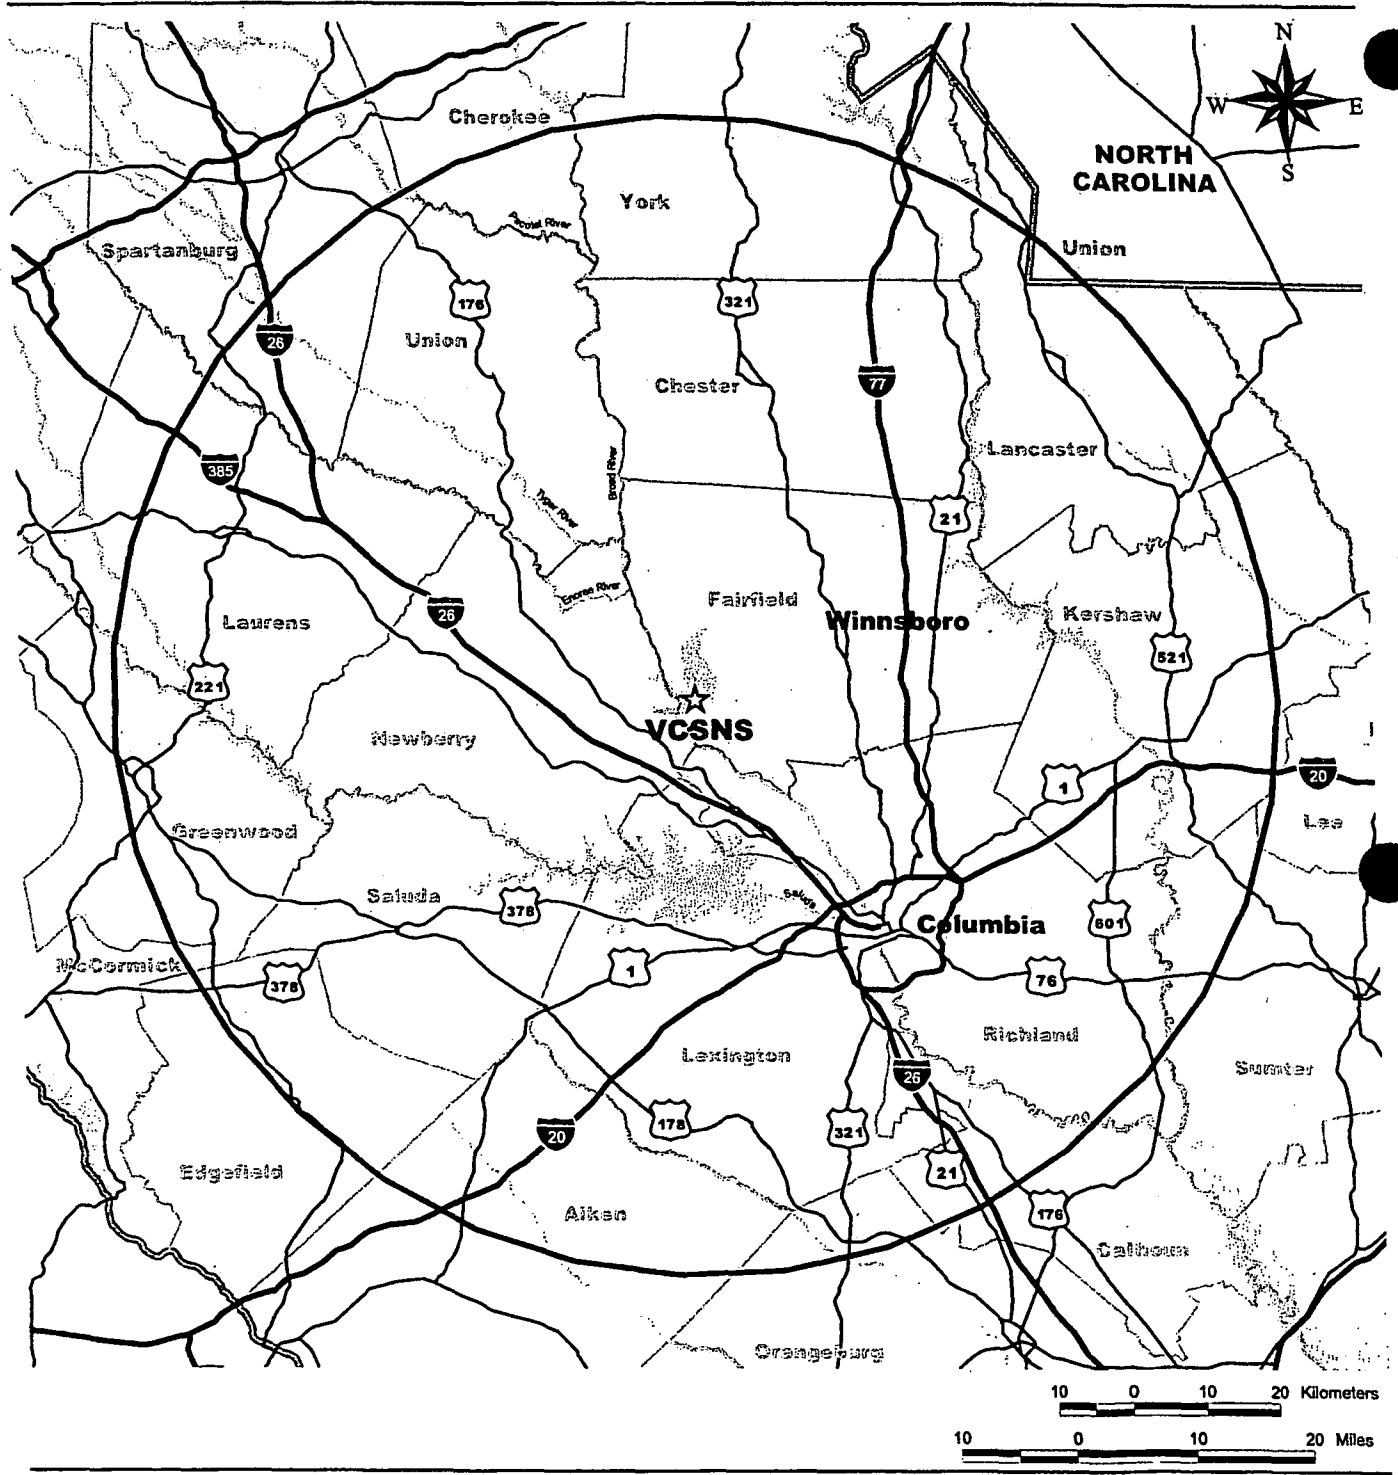 N
W E
S
Cherokee
NORTH
CAROLINA
York
Pacolet River
Spartanburg
Union
176
321
26
Union
77
Chester
Lancaster
385
Broad River
21
Tyger River
Enoree River
Fairfield
26
Winnsboro
Kershaw
Laurens
521
221
VCSNS
Newberry
20
1
Lee
Greenwood
Saluda
Saluda
378
Columbia
601
McCormick
1
378
76
Richland
Lexington
Sumter
26
178
321
20
21
Edgefield
176
Aiken
Calhoun
Orangeburg
10 0 10 20 Kilometers
10 0 10 20 Miles